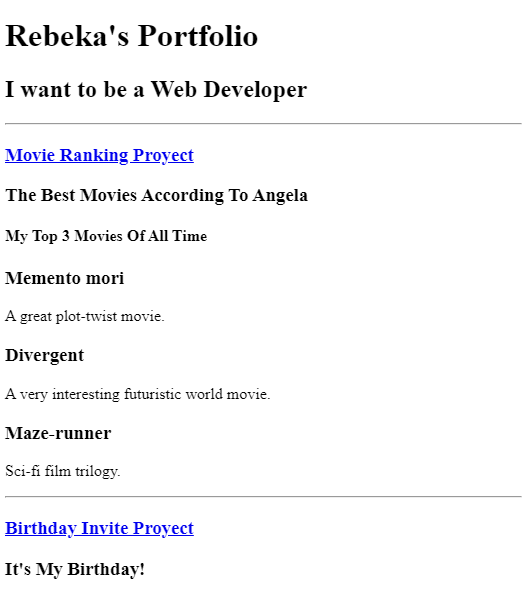 Rebeka's Portfolio
I want to be a Web Developer
Movie Ranking Proyect
The Best Movies According To Angela
My Top 3 Movies Of All Time
Memento mori
A great plot-twist movie.
Divergent
A very interesting futuristic world movie.
Maze-runner
Sci-fi film trilogy.
Birthday Invite Proyect
It's My Birthday!